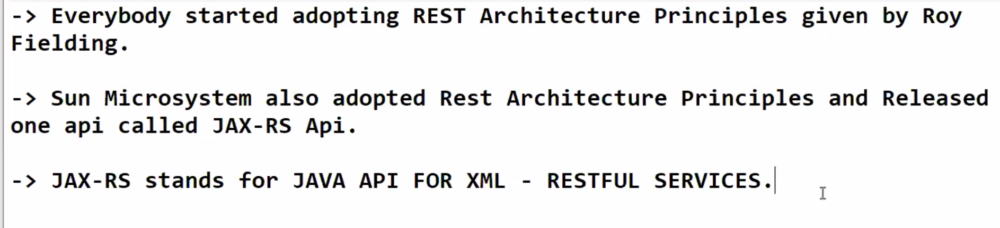 -> Everybody started adopting REST Architecture Principles given by Roy
Fielding.
-> Sun Microsystem also adopted Rest Architecture Principles and Released
one api called JAX-RS Api.
-> JAX-RS stands for JAVA API FOR XML - RESTFUL SERVICES.